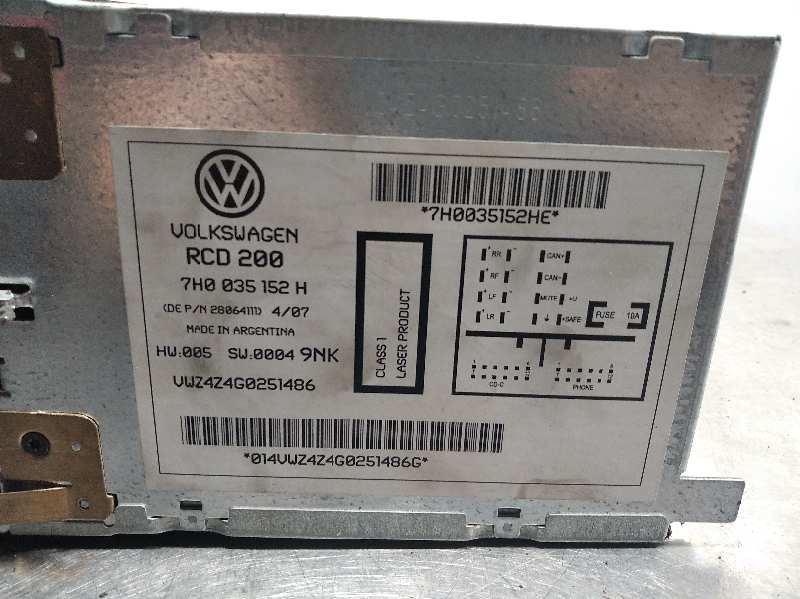 VOLKSWAGEN
RCD 200
7H0 035 152 H
(DE P/N 28064111) 4/07
MADE IN ARGENTINA
HW:005 SW:0004 9NK
VWZ4Z4G0251486
*014VWZ4Z4G0251486G*
CLASS 1
LASER PRODUCT
*7H0035152HE*
+ RR - CAN+
+ RF - CAN-
+ LF - MUTE +U
+ LR - +SAFE
FUSE 10A
CD-C
PHONE